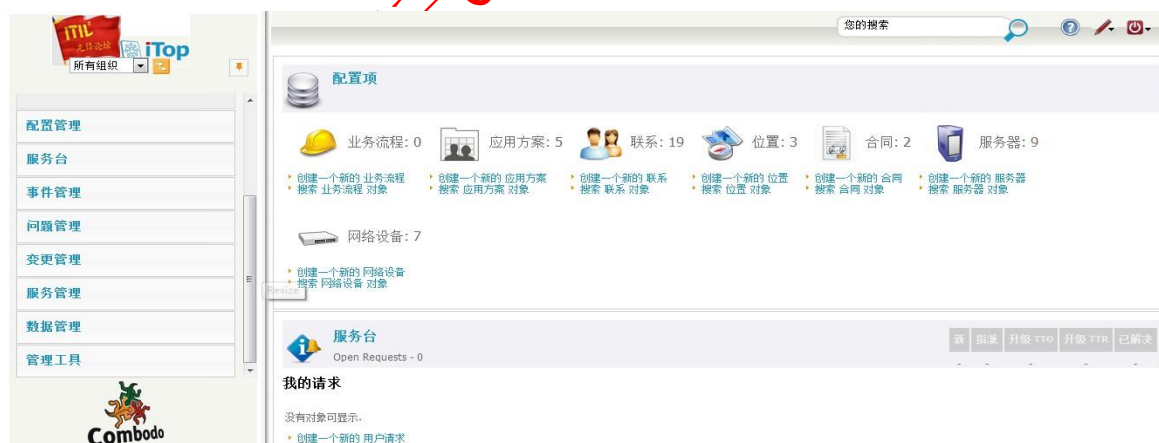 ITIL
先锋论坛
iTop
所有组织
配置管理
服务台
事件管理
问题管理
变更管理
服务管理
数据管理
管理工具
Combodo
您的搜索
配置项
业务流程: 0
应用方案: 5
联系: 19
位置: 3
合同: 2
服务器: 9
创建一个新的 业务流程
创建一个新的 应用方案
创建一个新的 联系
创建一个新的 位置
创建一个新的 合同
创建一个新的 服务器
搜索 业务流程 对象
搜索 应用方案 对象
搜索 联系 对象
搜索 位置 对象
搜索 合同 对象
搜索 服务器 对象
网络设备: 7
创建一个新的 网络设备
搜索 网络设备 对象
Resize
服务台
Open Requests - 0
新 指派 升级 TTO 升级 TTR 已解决
- - - - -
我的请求
没有对象可显示.
创建一个新的 用户请求